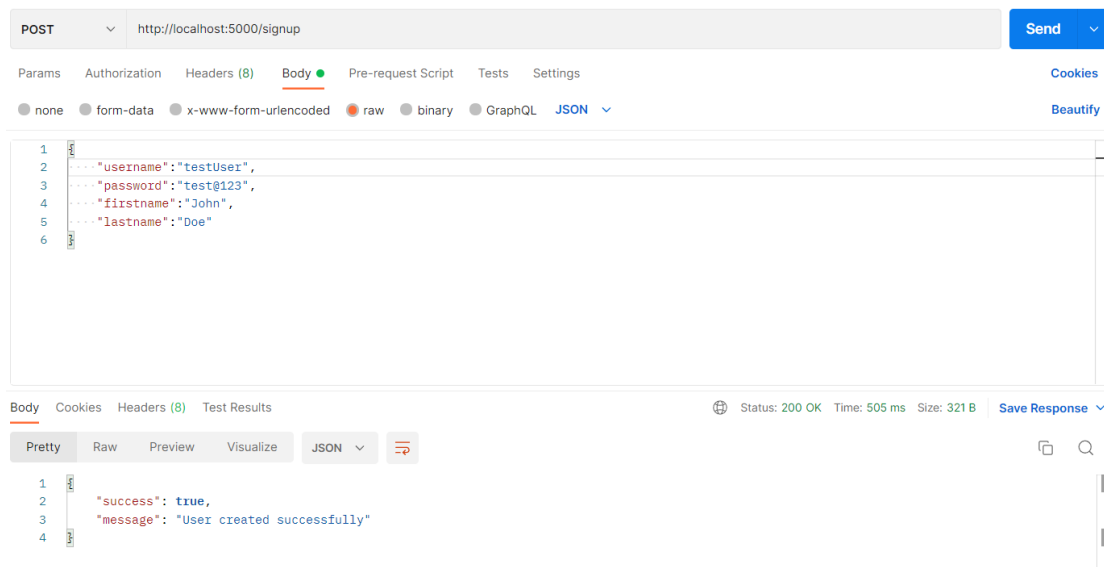 POST http://localhost:5000/signup Send
Params Authorization Headers (8) Body Pre-request Script Tests Settings Cookies
none form-data x-www-form-urlencoded raw binary GraphQL JSON Beautify
1 {
2 "username":"testUser",
3 "password":"test@123",
4 "firstname":"John",
5 "lastname":"Doe"
6 }
Body Cookies Headers (8) Test Results Status: 200 OK Time: 505 ms Size: 321 B Save Response
Pretty Raw Preview Visualize JSON
1 {
2 "success": true,
3 "message": "User created successfully"
4 }